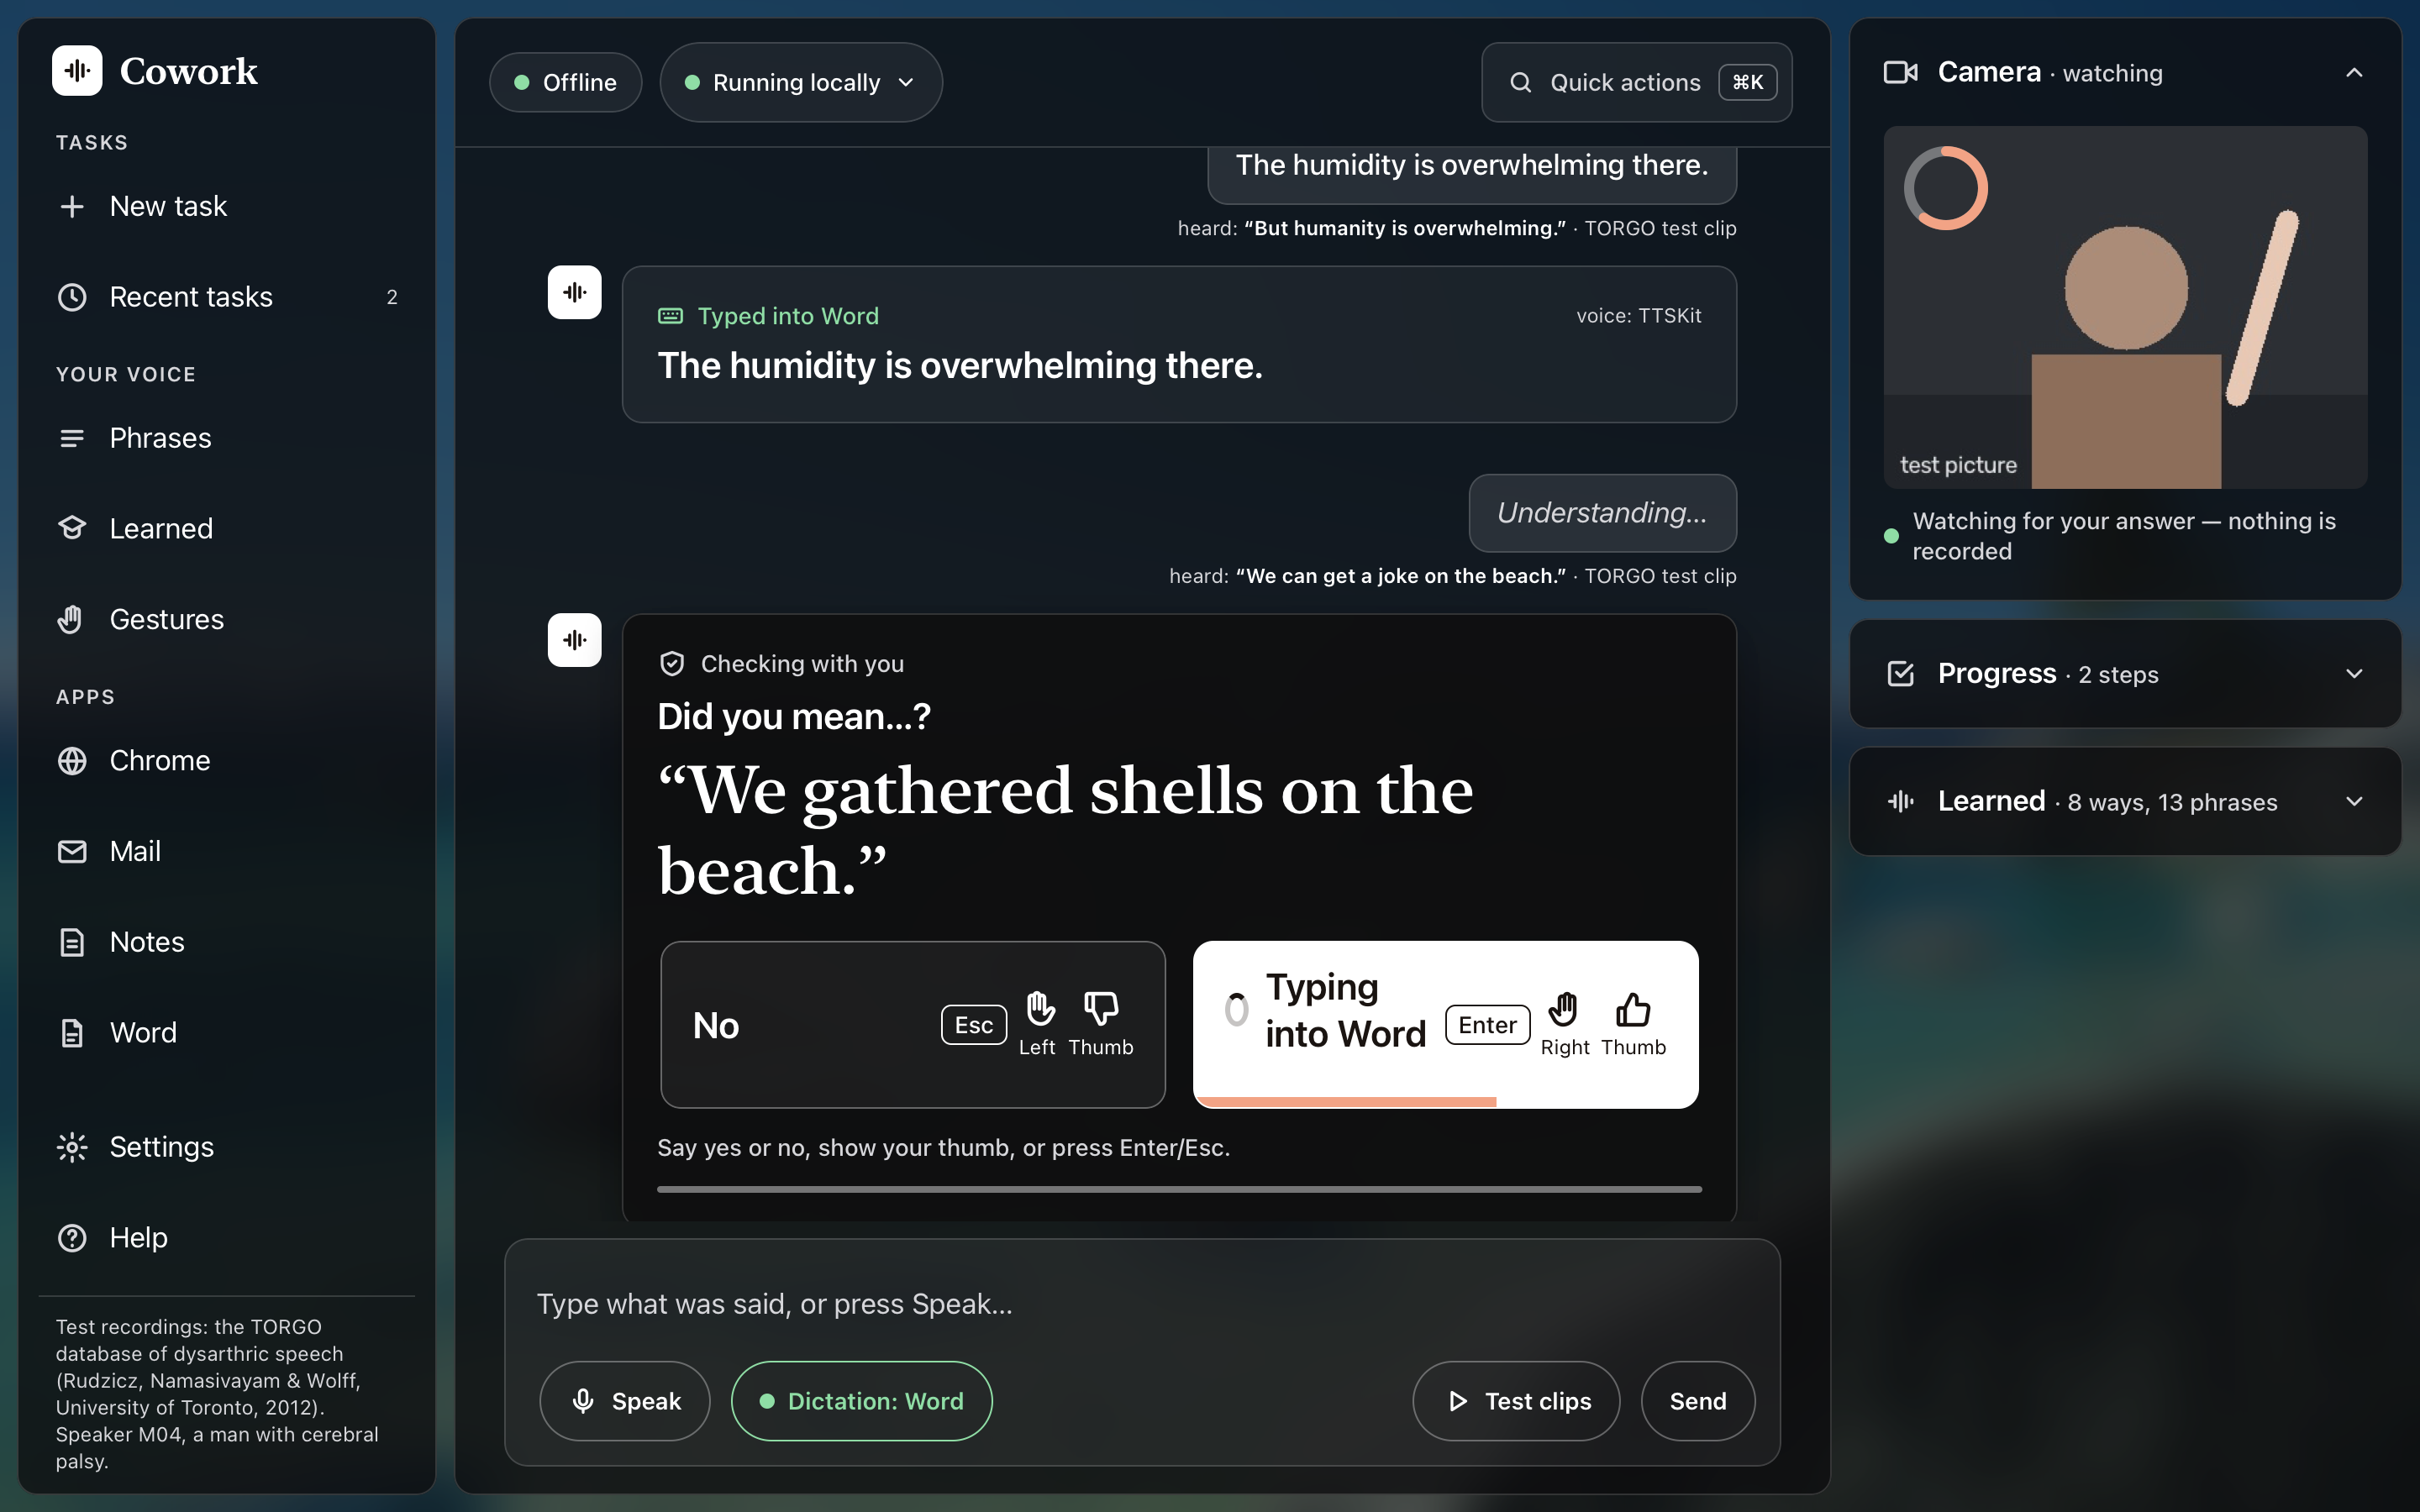 Cowork
TASKS
New task
Recent tasks 2
YOUR VOICE
Phrases
Learned
Gestures
APPS
Chrome
Mail
Notes
Word
Settings
Help
Test recordings: the TORGO
database of dysarthric speech
(Rudzicz, Namasivayam & Wolff,
University of Toronto, 2012).
Speaker M04, a man with cerebral
palsy.
Offline
Running locally
Quick actions ⌘K
The humidity is overwhelming there.
heard: “But humanity is overwhelming.” · TORGO test clip
Typed into Word
voice: TTSKit
The humidity is overwhelming there.
Understanding...
heard: “We can get a joke on the beach.” · TORGO test clip
Checking with you
Did you mean...?
“We gathered shells on the
beach.”
No
Esc
Left
Thumb
Typing
into Word
Enter
Right
Thumb
Say yes or no, show your thumb, or press Enter/Esc.
Type what was said, or press Speak...
Speak
Dictation: Word
Test clips
Send
Camera · watching
test picture
Watching for your answer — nothing is
recorded
Progress · 2 steps
Learned · 8 ways, 13 phrases